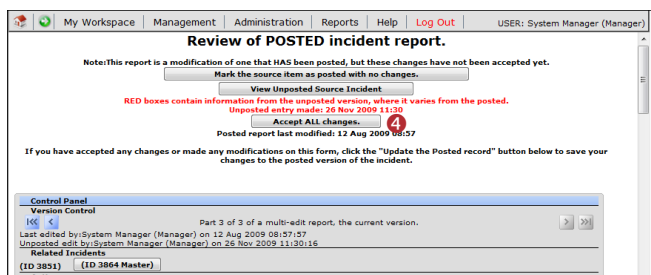 My Workspace | Management | Administration | Reports | Help | Log Out | USER: System Manager (Manager)
Review of POSTED incident report.
Note:This report is a modification of one that HAS been posted, but these changes have not been accepted yet.
Mark the source item as posted with no changes.
View Unposted Source Incident
RED boxes contain information from the unposted version, where it varies from the posted.
Unposted entry made: 26 Nov 2009 11:30
Accept ALL changes. 4
Posted report last modified: 12 Aug 2009 08:57
If you have accepted any changes or made any modifications on this form, click the "Update the Posted record" button below to save your
changes to the posted version of the incident.
Control Panel
Version Control
Part 3 of 3 of a multi-edit report, the current version.
Last edited by:System Manager (Manager) on 12 Aug 2009 08:57:57
Unposted edit by:System Manager (Manager) on 26 Nov 2009 11:30:16
Related Incidents
(ID 3851) (ID 3864 Master)